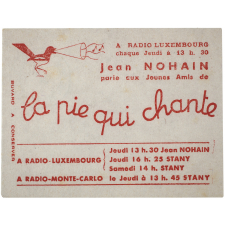 A RADIO LUXEMBOURG
chaque Jeudi à 13 h. 30
Jean NOHAIN
parle aux Jeunes Amis de
la pie qui chante
BUVARD A CONSERVER
A RADIO-LUXEMBOURG
Jeudi 13 h. 30 Jean NOHAIN
Jeudi 16 h. 25 STANY
Samedi 14 h. STANY
A RADIO-MONTE-CARLO le Jeudi à 13 h. 45 STANY